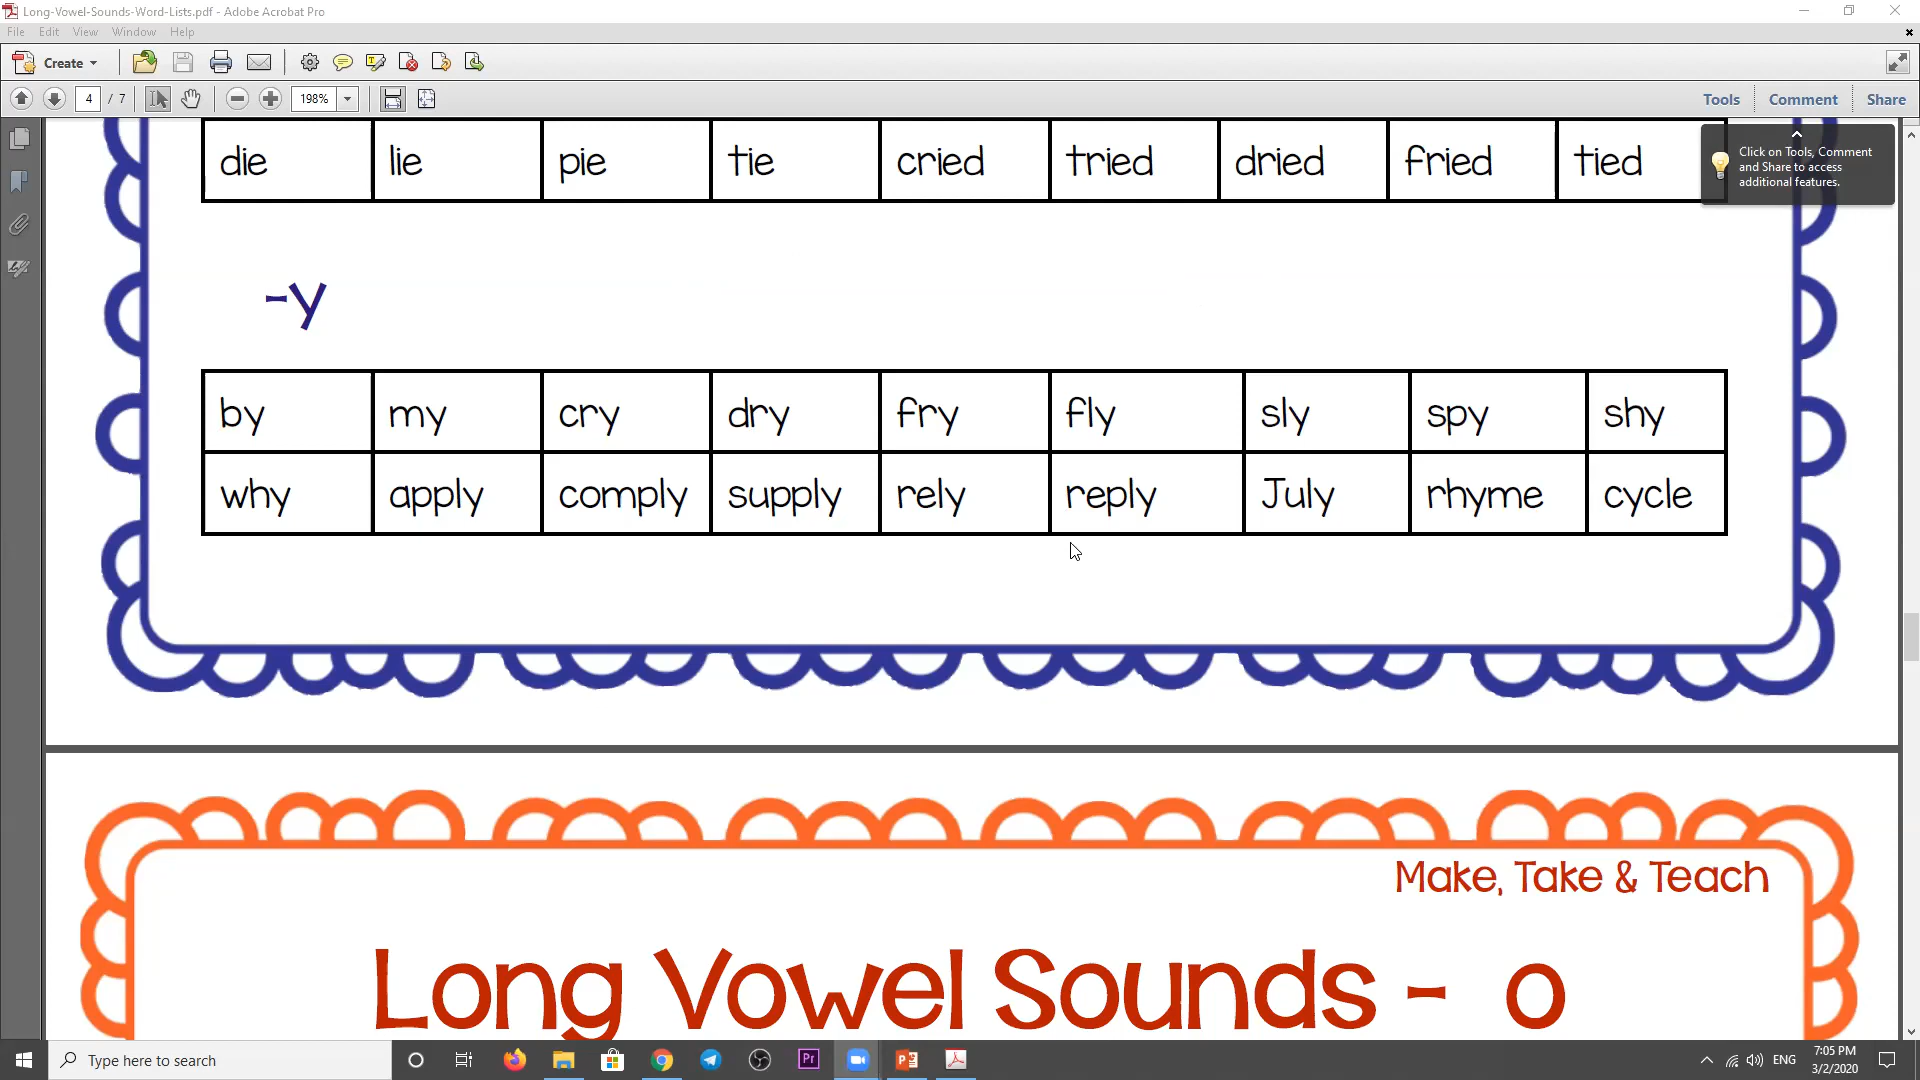 Long-Vowel-Sounds-Word-Lists.pdf - Adobe Acrobat Pro
File Edit View Window Help
Create
4 / 7 198% Tools Comment Share
Click on Tools, Comment
and Share to access
additional features.
die lie pie tie cried tried dried fried tied
-y
by my cry dry fry fly sly spy shy
why apply comply supply rely reply July rhyme cycle
Make, Take & Teach
Long Vowel Sounds - o
Type here to search
Pr
ENG
7:05 PM
3/2/2020